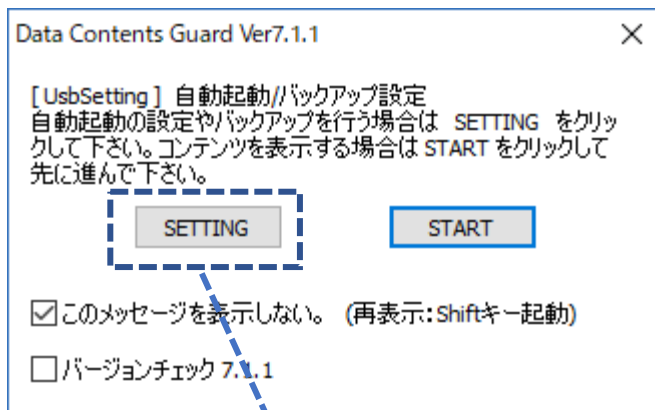 Data Contents Guard Ver7.1.1
[ UsbSetting ] 自動起動/バックアップ設定
自動起動の設定やバックアップを行う場合は SETTING をクリッ
クして下さい。コンテンツを表示する場合は START をクリックして
先に進んで下さい。
SETTING START
このメッセージを表示しない。 (再表示:Shiftキー起動)
バージョンチェック 7.1.1